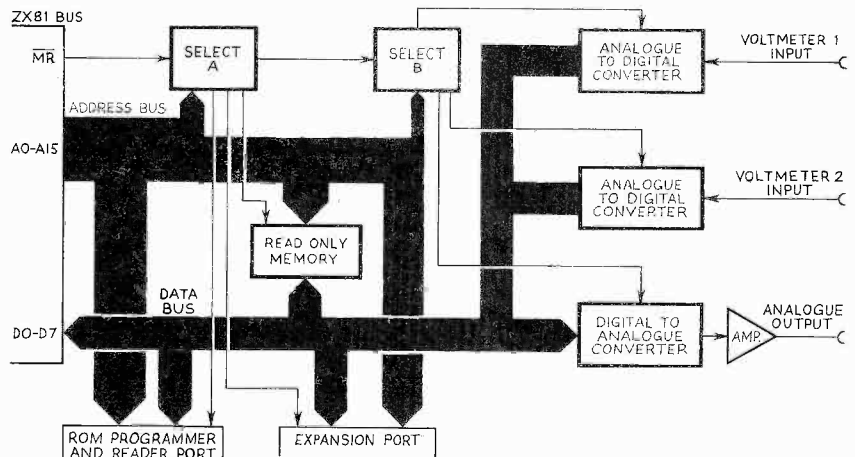 ZX81 BUS
MR
SELECT
A
SELECT
B
ANALOGUE
TO DIGITAL
CONVERTER
VOLTMETER 1
INPUT
ADDRESS BUS
A0-A15
ANALOGUE
TO DIGITAL
CONVERTER
VOLTMETER 2
INPUT
READ ONLY
MEMORY
DATA
BUS
D0-D7
DIGITAL TO
ANALOGUE
CONVERTER
AMP.
ANALOGUE
OUTPUT
ROM PROGRAMMER
AND READER PORT
EXPANSION PORT